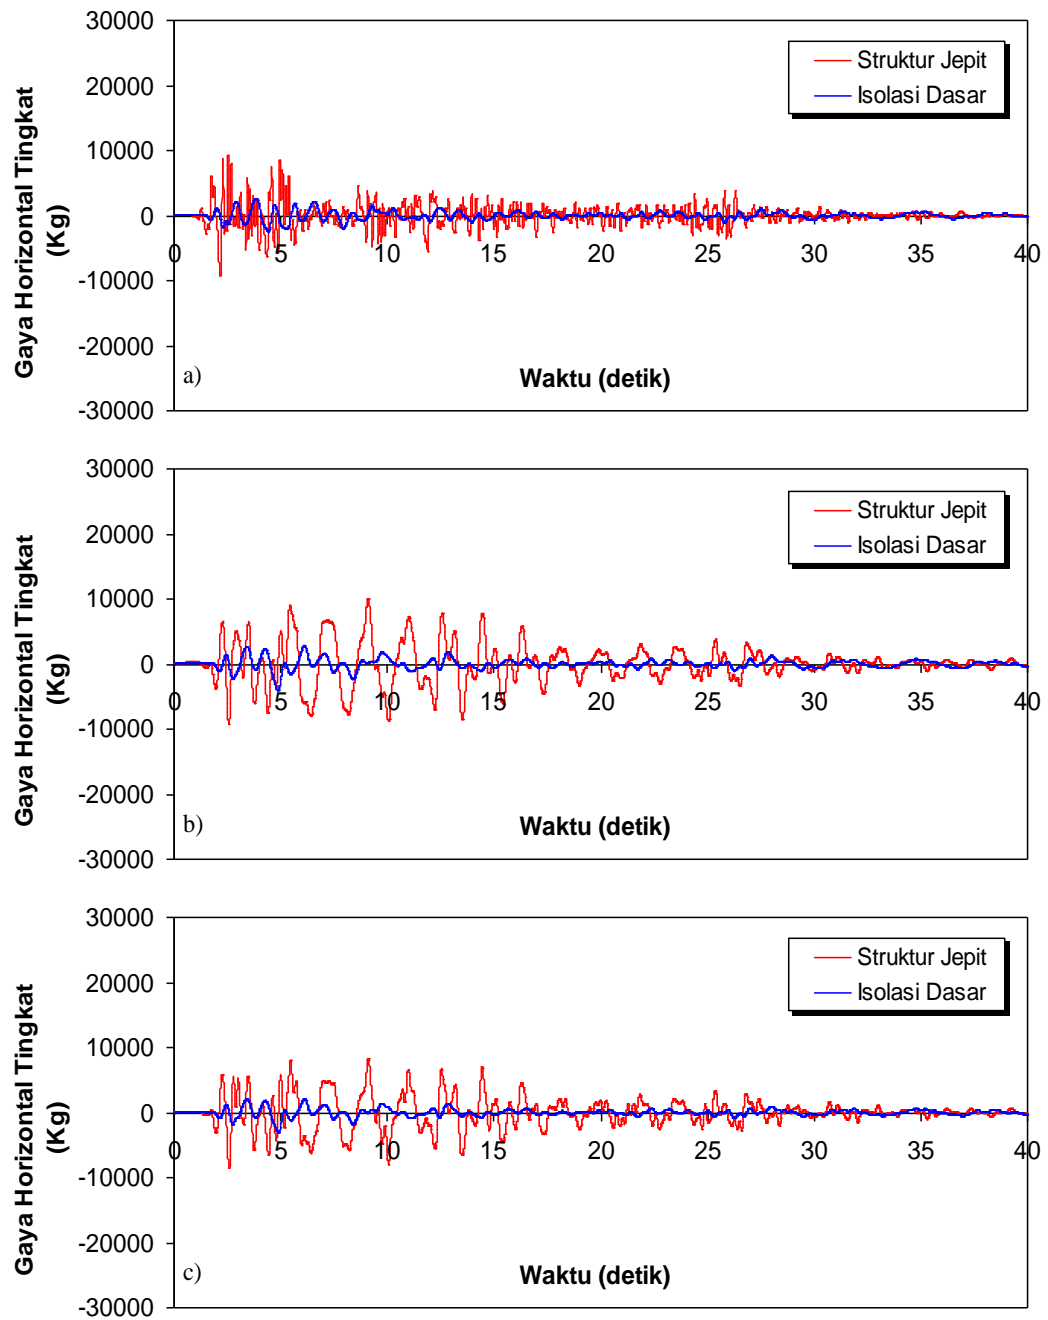 30000
20000
10000
0
-10000
-20000
-30000
Gaya Horizontal Tingkat
(Kg)
Struktur Jepit
Isolasi Dasar
0 5 10 15 20 25 30 35 40
a)
Waktu (detik)
30000
20000
10000
0
-10000
-20000
-30000
Gaya Horizontal Tingkat
(Kg)
Struktur Jepit
Isolasi Dasar
0 5 10 15 20 25 30 35 40
b)
Waktu (detik)
30000
20000
10000
0
-10000
-20000
-30000
Gaya Horizontal Tingkat
(Kg)
Struktur Jepit
Isolasi Dasar
0 5 10 15 20 25 30 35 40
c)
Waktu (detik)